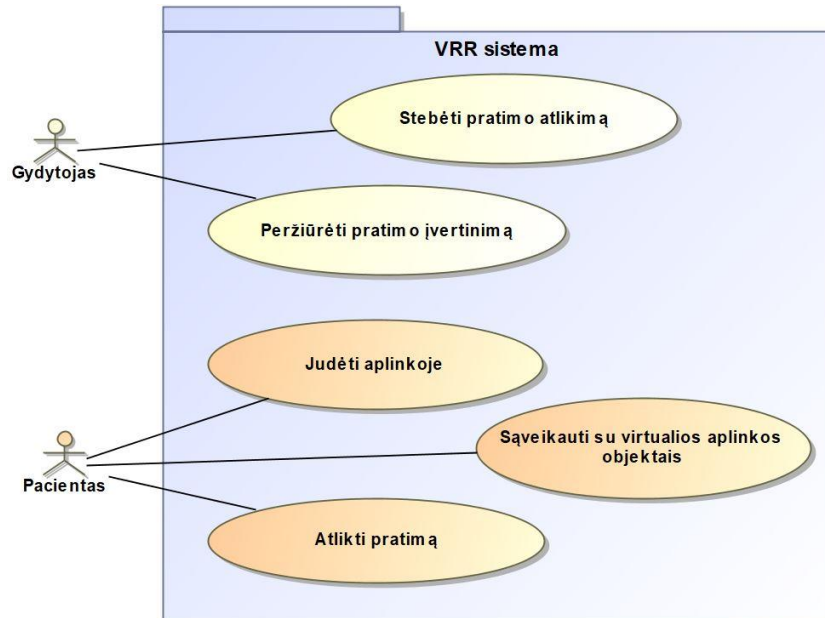 VRR sistema
Stebėti pratimo atlikimą
Gydytojas
Peržiūrėti pratimo įvertinimą
Judėti aplinkoje
Sąveikauti su virtualios aplinkos
objektais
Pacientas
Atlikti pratimą